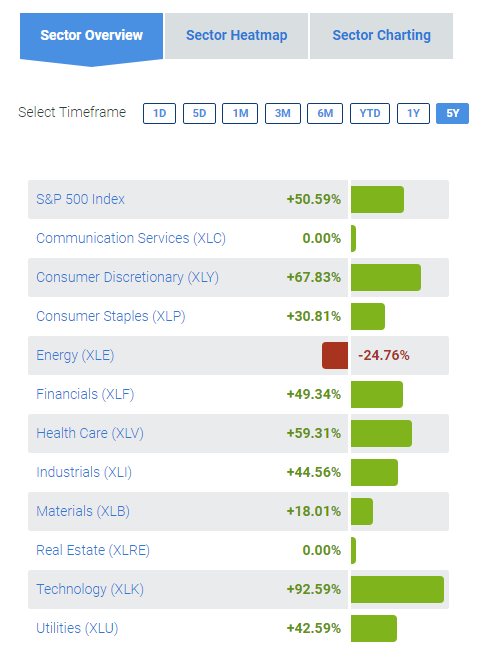 Sector Overview Sector Heatmap Sector Charting
Select Timeframe 1D 5D 1M 3M 6M YTD 1Y 5Y
S&P 500 Index +50.59%
Communication Services (XLC) 0.00%
Consumer Discretionary (XLY) +67.83%
Consumer Staples (XLP) +30.81%
Energy (XLE) -24.76%
Financials (XLF) +49.34%
Health Care (XLV) +59.31%
Industrials (XLI) +44.56%
Materials (XLB) +18.01%
Real Estate (XLRE) 0.00%
Technology (XLK) +92.59%
Utilities (XLU) +42.59%